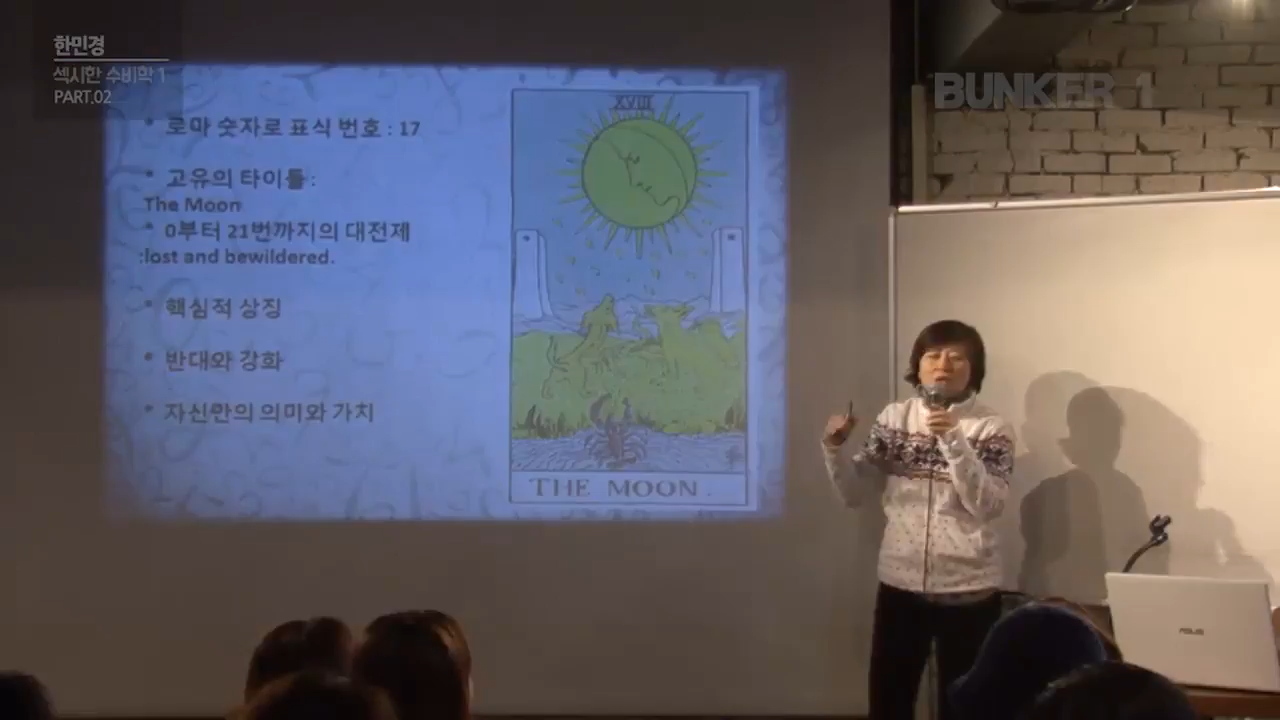 한민경
섹시한 수비학 1
PART.02
BUNKER 1
• 로마 숫자로 표식 번호 : 17
• 고유의 타이틀 :
The Moon
• 0부터 21번까지의 대전제
:lost and bewildered.
• 핵심적 상징
• 반대와 강화
• 자신만의 의미와 가치
XVIII
THE MOON.
ASUS